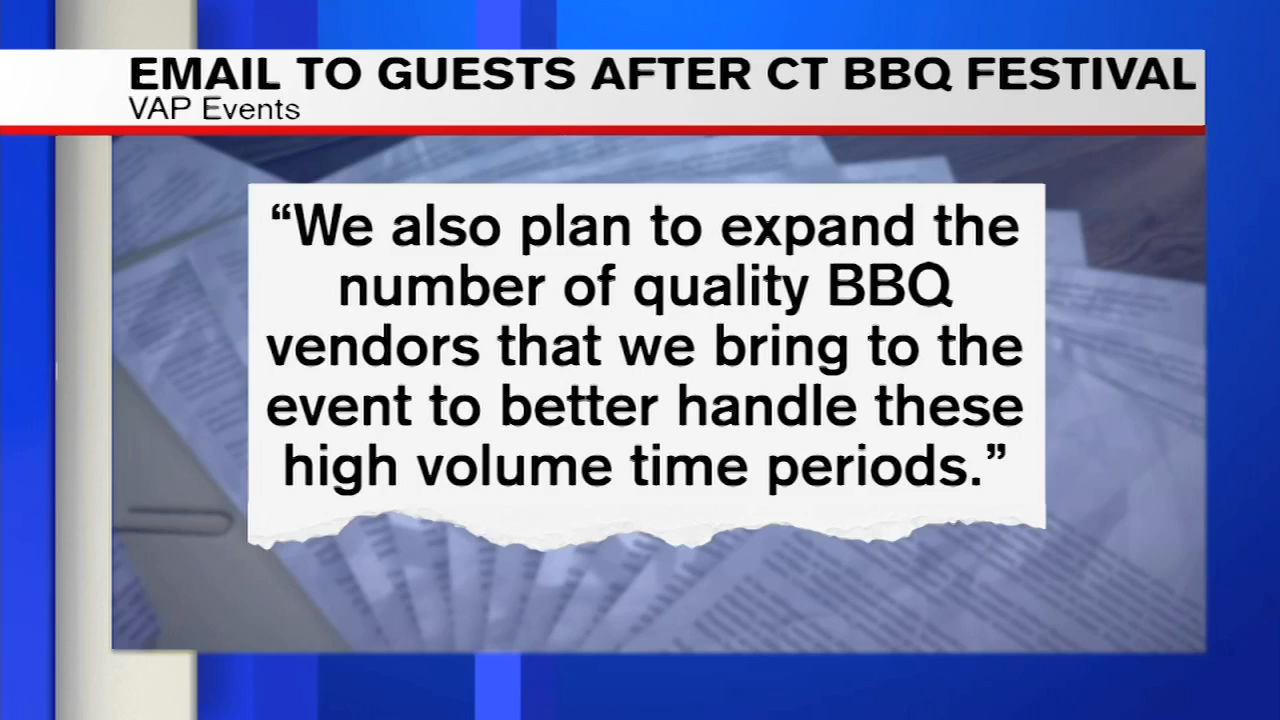 EMAIL TO GUESTS AFTER CT BBQ FESTIVAL
VAP Events
“We also plan to expand the
number of quality BBQ
vendors that we bring to the
event to better handle these
high volume time periods.”